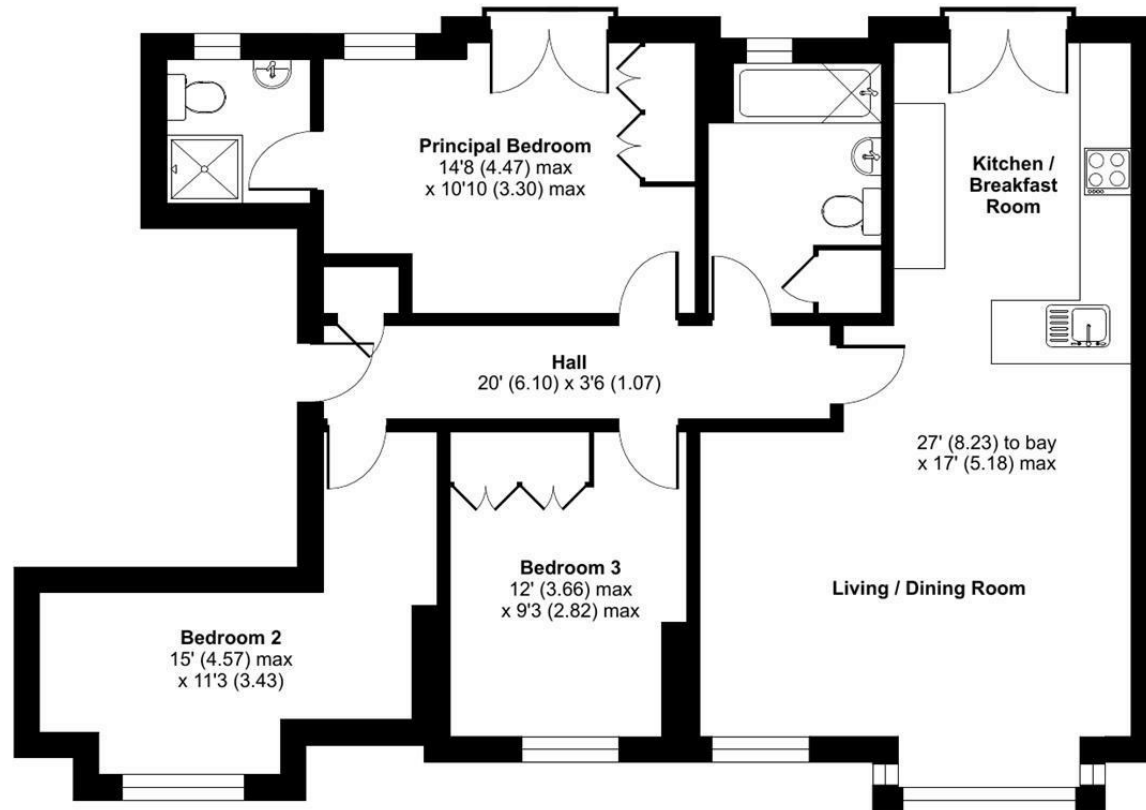 Principal Bedroom
14'8 (4.47) max
x 10'10 (3.30) max
Kitchen /
Breakfast
Room
Hall
20' (6.10) x 3'6 (1.07)
27' (8.23) to bay
x 17' (5.18) max
Bedroom 3
12' (3.66) max
x 9'3 (2.82) max
Living / Dining Room
Bedroom 2
15' (4.57) max
x 11'3 (3.43)